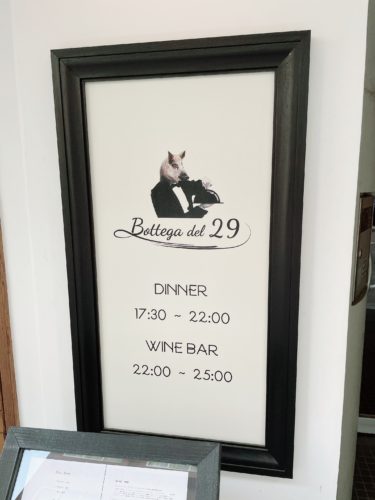 Bottega del 29
DINNER
17:30 ~ 22:00
WINE BAR
22:00 ~ 25:00